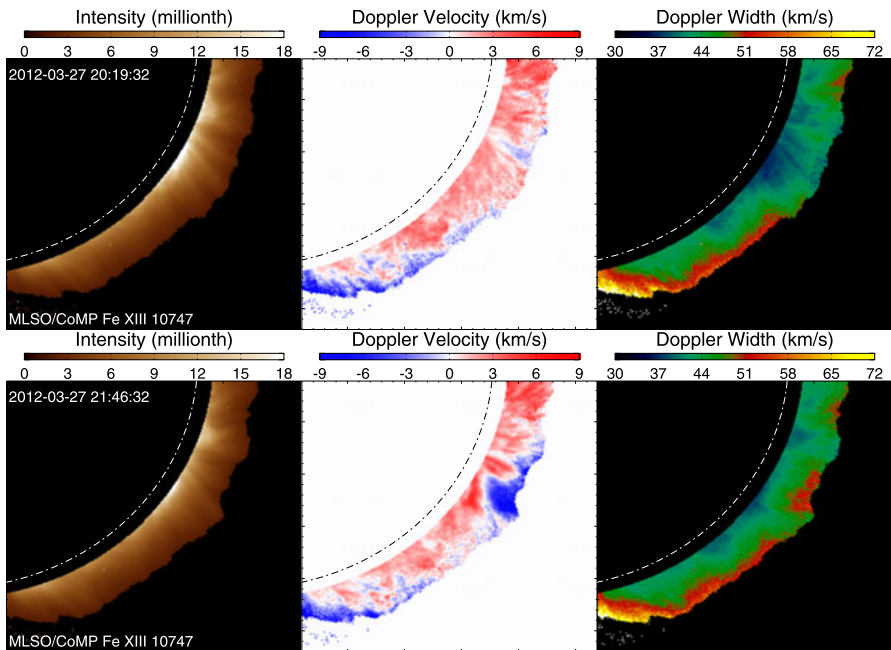 Intensity (millionth) Doppler Velocity (km/s) Doppler Width (km/s)
0 3 6 9 12 15 18 -9 -6 -3 0 3 6 9 30 37 44 51 58 65 72
2012-03-27 20:19:32
MLSO/CoMP Fe XIII 10747
Intensity (millionth) Doppler Velocity (km/s) Doppler Width (km/s)
0 3 6 9 12 15 18 -9 -6 -3 0 3 6 9 30 37 44 51 58 65 72
2012-03-27 21:46:32
MLSO/CoMP Fe XIII 10747